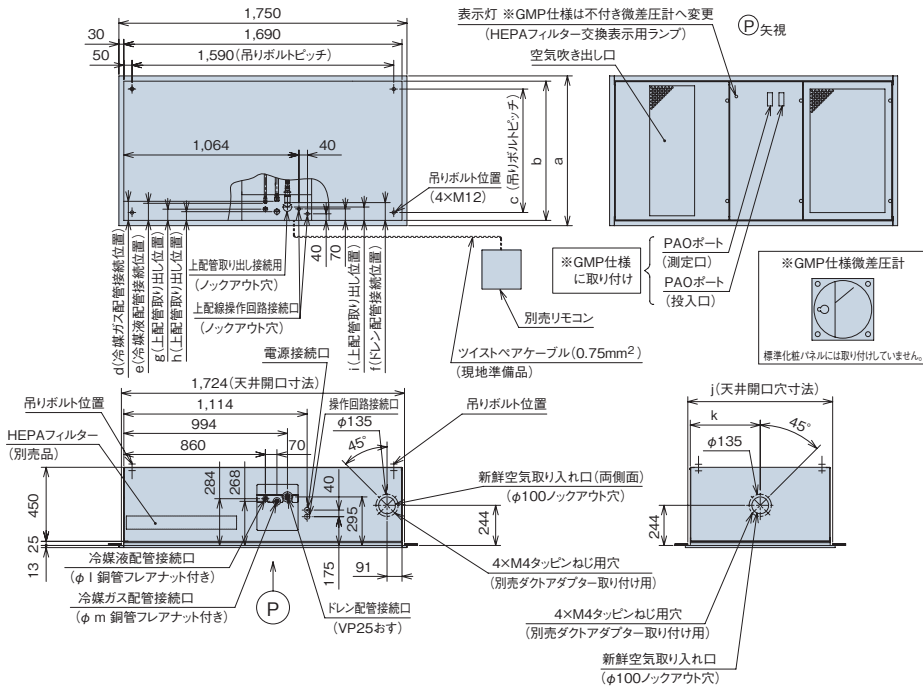 1,750
30
1,690
50
1,590(吊りボルトピッチ)
1,064
40
吊りボルト位置
(4×M12)
c(吊りボルトピッチ)
b
a
40
70
d(冷媒ガス配管接続位置)
e(冷媒液配管接続位置)
g(上配管取り出し位置)
h(上配管取り出し位置)
上配管取り出し接続用
(ノックアウト穴)
上配線操作回路接続口
(ノックアウト穴)
i(上配管取り出し位置)
f(ドレン配管接続位置)
別売リモコン
ツイストペアケーブル(0.75mm²)
(現地準備品)
表示灯 ※GMP仕様は不付き微差圧計へ変更
(HEPAフィルター交換表示用ランプ)
空気吹き出し口
P矢視
※GMP仕様
に取り付け
PAOポート
(測定口)
PAOポート
(投入口)
※GMP仕様微差圧計
標準化粧パネルには取り付けしていません。
電源接続口
1,724(天井開口寸法)
吊りボルト位置
1,114
操作回路接続口
吊りボルト位置
994
φ135
HEPAフィルター
(別売品)
860
70
45°
284
268
40
295
450
25
13
175
91
244
新鮮空気取り入れ口(両側面)
(φ100ノックアウト穴)
冷媒液配管接続口
(φ l 銅管フレアナット付き)
冷媒ガス配管接続口
(φ m 銅管フレアナット付き)
P
ドレン配管接続口
(VP25おす)
4×M4タッピンねじ用穴
(別売ダクトアダプター取り付け用)
j(天井開口穴寸法)
k
45°
φ135
244
4×M4タッピンねじ用穴
(別売ダクトアダプター取り付け用)
新鮮空気取り入れ口
(φ100ノックアウト穴)